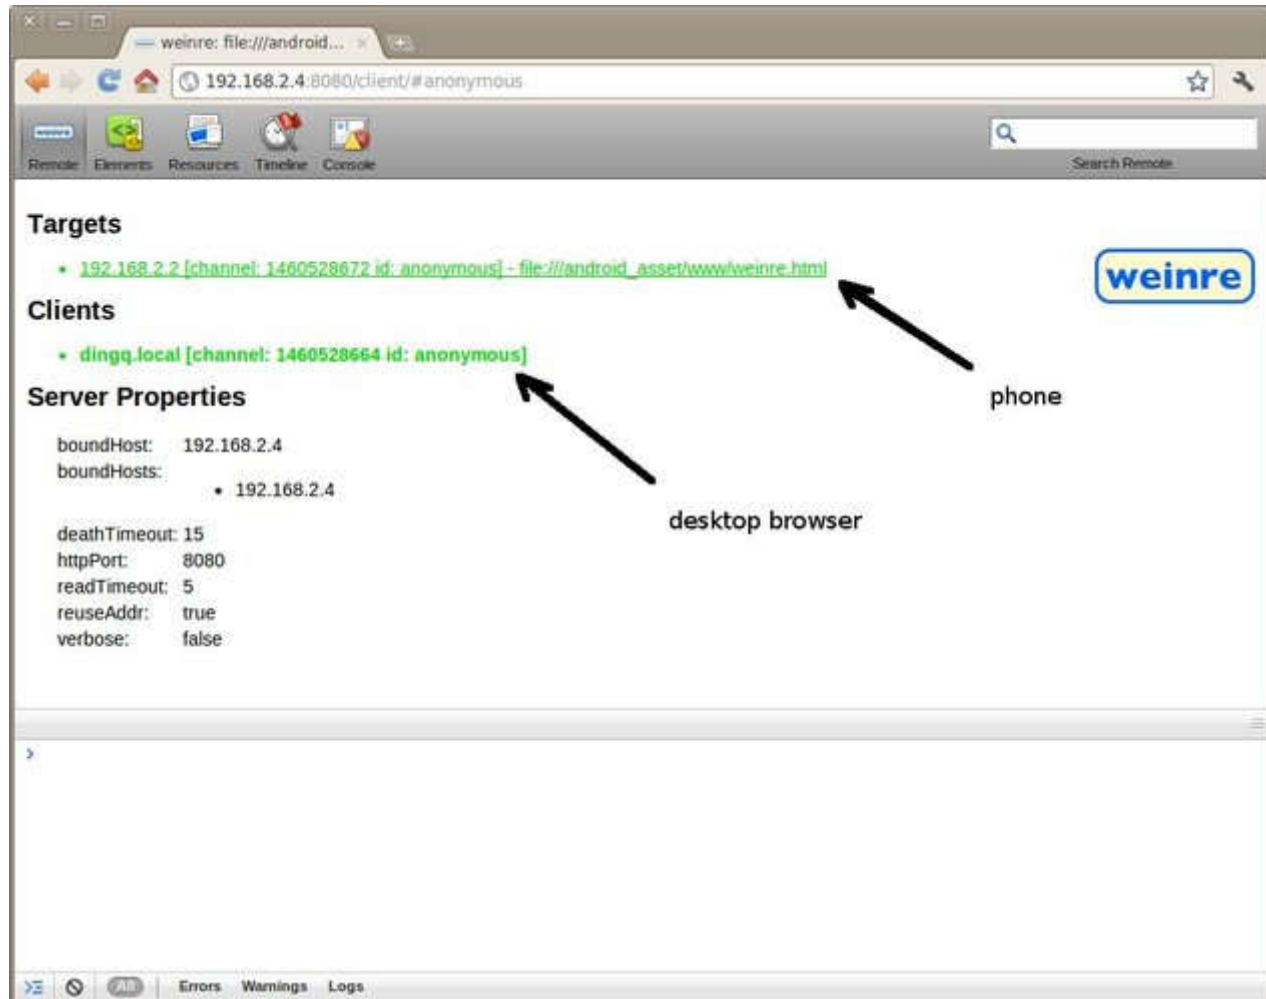 weinre: file:///android...
192.168.2.4:8080/client/#anonymous
weinre
Remote Elements Resources Timeline Console
Search Remote
Targets
• 192.168.2.2 [channel: 1460528672 id: anonymous] - file:///android_asset/www/weinre.html
weinre
Clients
• dingq.local [channel: 1460528664 id: anonymous]
phone
Server Properties
boundHost: 192.168.2.4
boundHosts:
• 192.168.2.4
desktop browser
deathTimeout: 15
httpPort: 8080
readTimeout: 5
reuseAddr: true
verbose: false
All Errors Warnings Logs